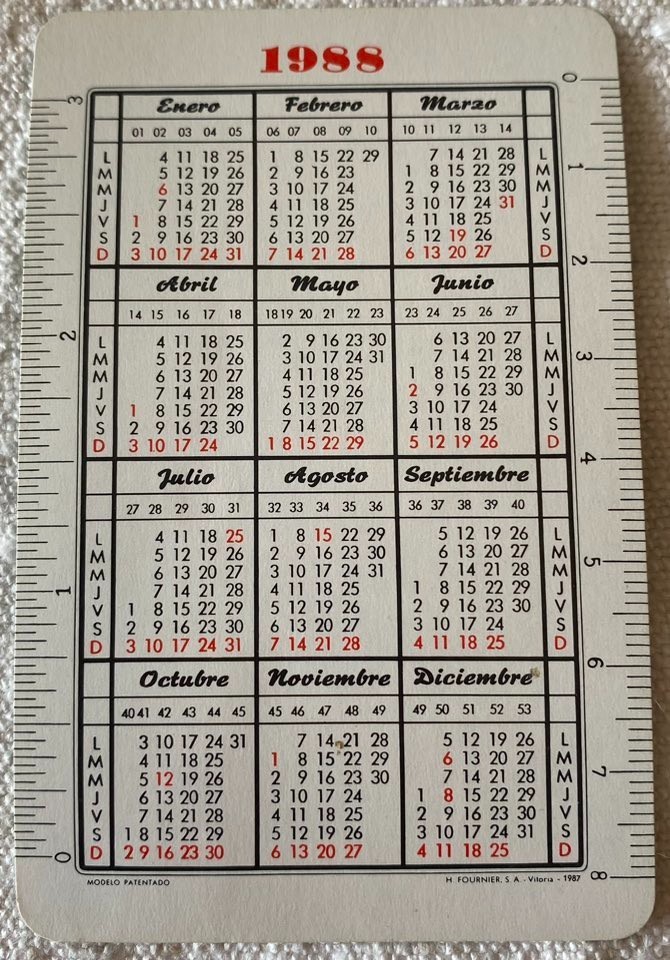 1988
Enero Febrero Marzo
01 02 03 04 05 06 07 08 09 10 10 11 12 13 14
L 4 11 18 25 1 8 15 22 29 7 14 21 28 L
M 5 12 19 26 2 9 16 23 1 8 15 22 29 M
M 6 13 20 27 3 10 17 24 2 9 16 23 30 M
J 7 14 21 28 4 11 18 25 3 10 17 24 31 J
V 1 8 15 22 29 5 12 19 26 4 11 18 25 V
S 2 9 16 23 30 6 13 20 27 5 12 19 26 S
D 3 10 17 24 31 7 14 21 28 6 13 20 27 D
Abril Mayo Junio
14 15 16 17 18 18 19 20 21 22 23 23 24 25 26 27
L 4 11 18 25 2 9 16 23 30 6 13 20 27 L
M 5 12 19 26 3 10 17 24 31 7 14 21 28 M
M 6 13 20 27 4 11 18 25 1 8 15 22 29 M
J 7 14 21 28 5 12 19 26 2 9 16 23 30 J
V 1 8 15 22 29 6 13 20 27 3 10 17 24 V
S 2 9 16 23 30 7 14 21 28 4 11 18 25 S
D 3 10 17 24 1 8 15 22 29 5 12 19 26 D
Julio Agosto Septiembre
27 28 29 30 31 32 33 34 35 36 36 37 38 39 40
L 4 11 18 25 1 8 15 22 29 5 12 19 26 L
M 5 12 19 26 2 9 16 23 30 6 13 20 27 M
M 6 13 20 27 3 10 17 24 31 7 14 21 28 M
J 7 14 21 28 4 11 18 25 1 8 15 22 29 J
V 1 8 15 22 29 5 12 19 26 2 9 16 23 30 V
S 2 9 16 23 30 6 13 20 27 3 10 17 24 S
D 3 10 17 24 31 7 14 21 28 4 11 18 25 D
Octubre Noviembre Diciembre
40 41 42 43 44 45 45 46 47 48 49 49 50 51 52 53
L 3 10 17 24 31 7 14 21 28 5 12 19 26 L
M 4 11 18 25 1 8 15 22 29 6 13 20 27 M
M 5 12 19 26 2 9 16 23 30 7 14 21 28 M
J 6 13 20 27 3 10 17 24 1 8 15 22 29 J
V 7 14 21 28 4 11 18 25 2 9 16 23 30 V
S 1 8 15 22 29 5 12 19 26 3 10 17 24 31 S
D 2 9 16 23 30 6 13 20 27 4 11 18 25 D
MODELO PATENTADO H. FOURNIER, S. A. - Vitoria - 1987
3
2
1
0
0
1
2
3
4
5
6
7
8